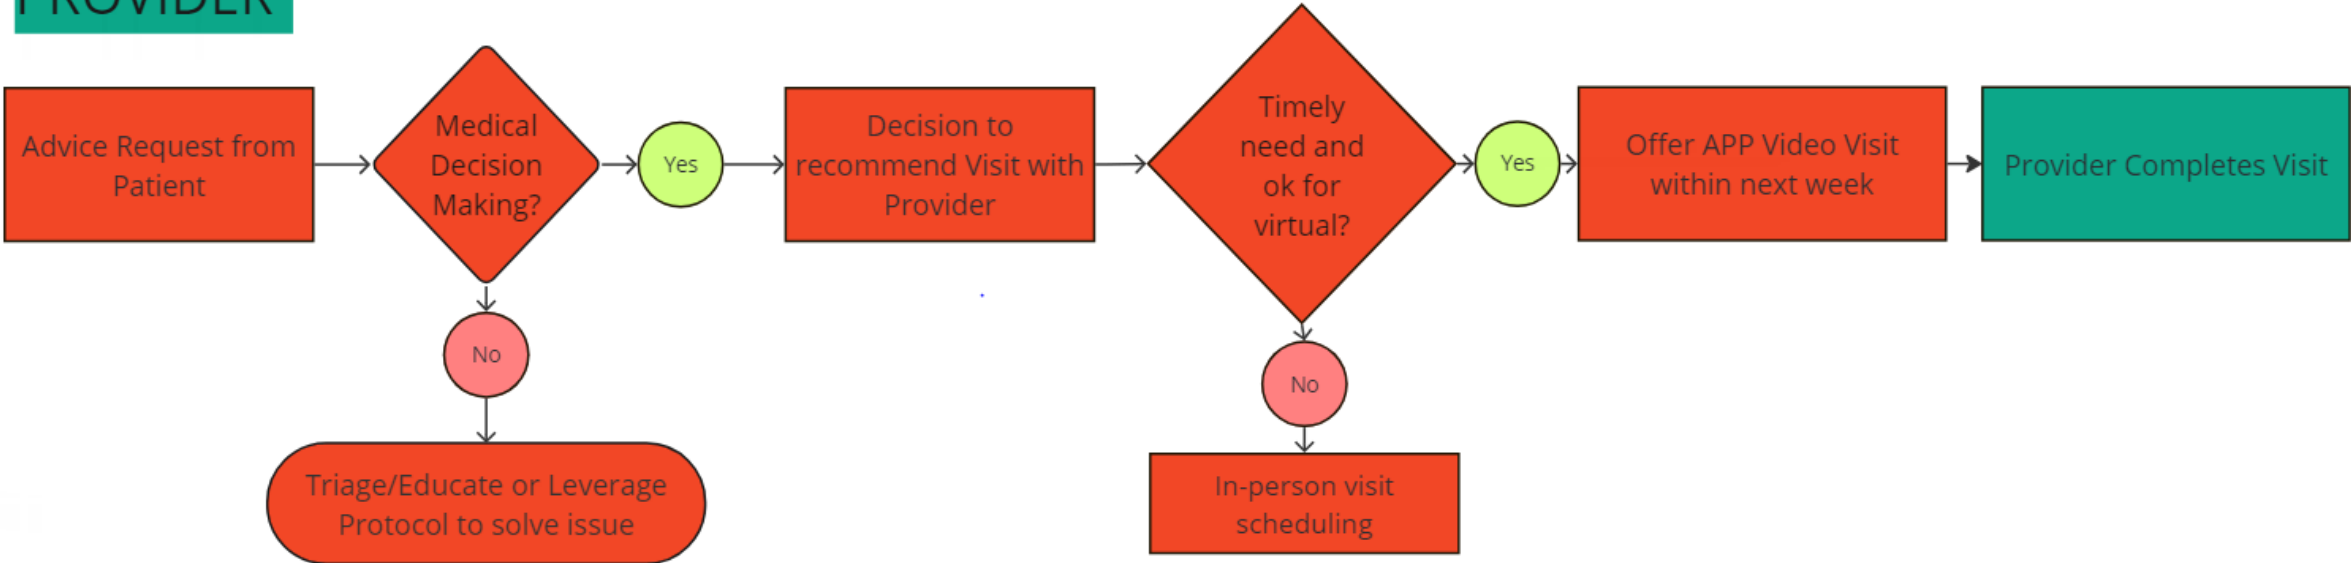 PROVIDER
Advice Request from
Patient
Medical
Decision
Making?
Yes
Decision to
recommend Visit with
Provider
Timely
need and
ok for
virtual?
Yes
Offer APP Video Visit
within next week
Provider Completes Visit
No
Triage/Educate or Leverage
Protocol to solve issue
No
In-person visit
scheduling